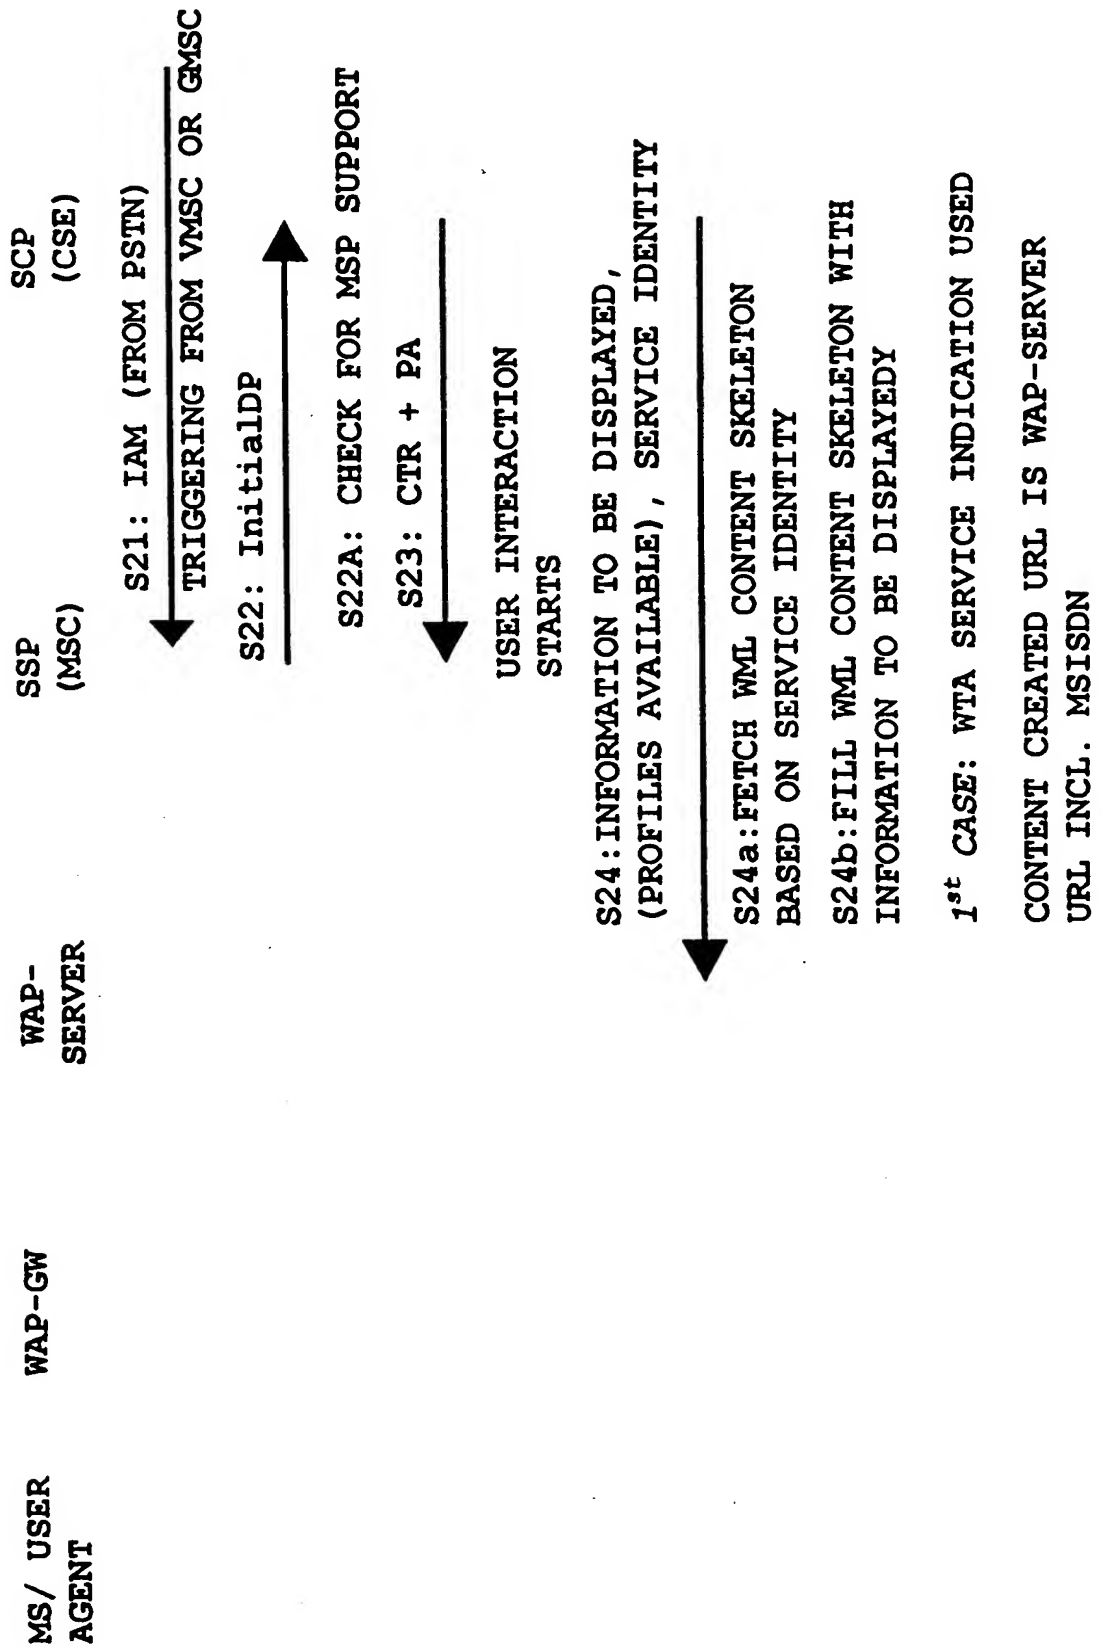 MS/ USER
AGENT
WAP-GW
WAP-
SERVER
SSP
(MSC)
SCP
(CSE)
S21: IAM (FROM PSTN)
TRIGGERING FROM VMSC OR GMSC
S22: InitialDP
S22A: CHECK FOR MSP SUPPORT
S23: CTR + PA
USER INTERACTION
STARTS
S24:INFORMATION TO BE DISPLAYED,
(PROFILES AVAILABLE), SERVICE IDENTITY
S24a:FETCH WML CONTENT SKELETON
BASED ON SERVICE IDENTITY
S24b:FILL WML CONTENT SKELETON WITH
INFORMATION TO BE DISPLAYEDY
1st CASE: WTA SERVICE INDICATION USED
CONTENT CREATED URL IS WAP-SERVER
URL INCL. MSISDN